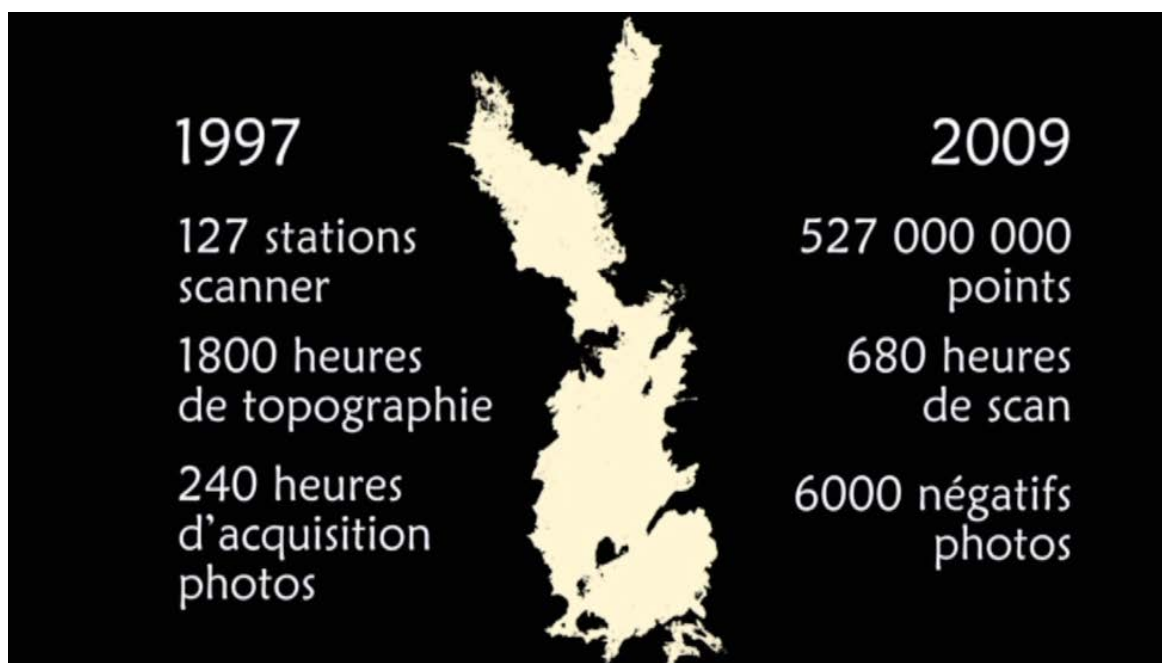 1997
127 stations
scanner
1800 heures
de topographie
240 heures
d'acquisition
photos
2009
527 000 000
points
680 heures
de scan
6000 négatifs
photos